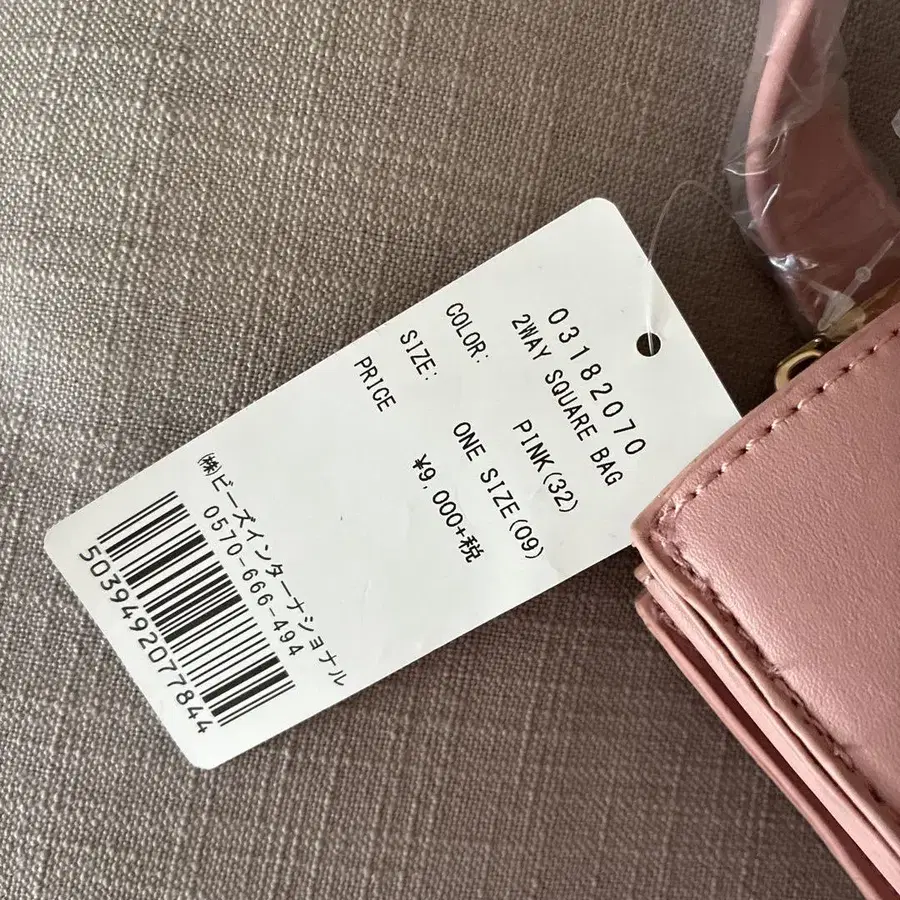 03182070
2WAY SQUARE BAG
COLOR: PINK(32)
SIZE: ONE SIZE(09)
PRICE ¥9,000+税
㈱ビーズインターナショナル
0570-666-494
5039492077844